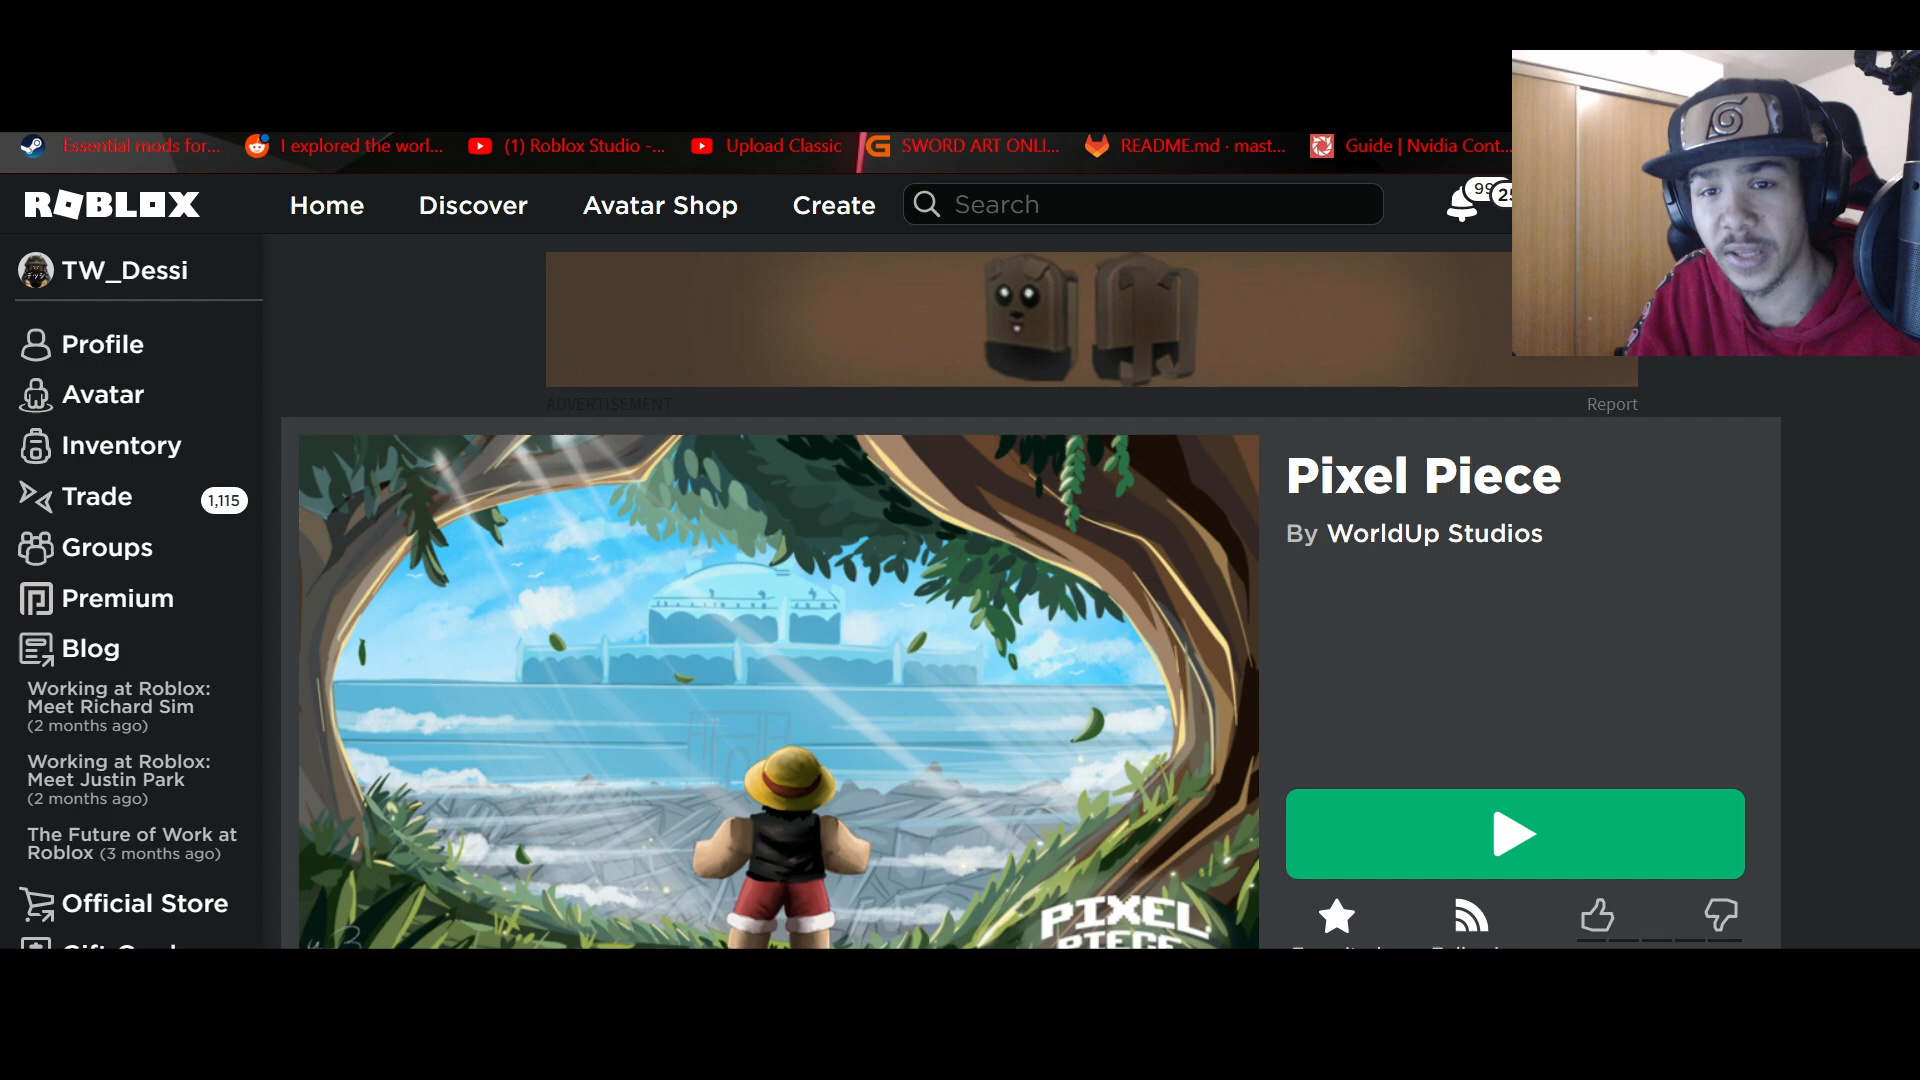 Essential mods for...
I explored the worl...
(1) Roblox Studio -...
Upload Classic
SWORD ART ONLI...
README.md · mast...
Guide | Nvidia Cont...
ROBLOX
Home
Discover
Avatar Shop
Create
Search
TW_Dessi
ADVERTISEMENT
Report
Profile
Avatar
Inventory
Trade
1,115
Groups
Premium
Blog
Working at Roblox:
Meet Richard Sim
(2 months ago)
Working at Roblox:
Meet Justin Park
(2 months ago)
The Future of Work at
Roblox (3 months ago)
Official Store
Pixel Piece
By WorldUp Studios
PIXEL
PIECE